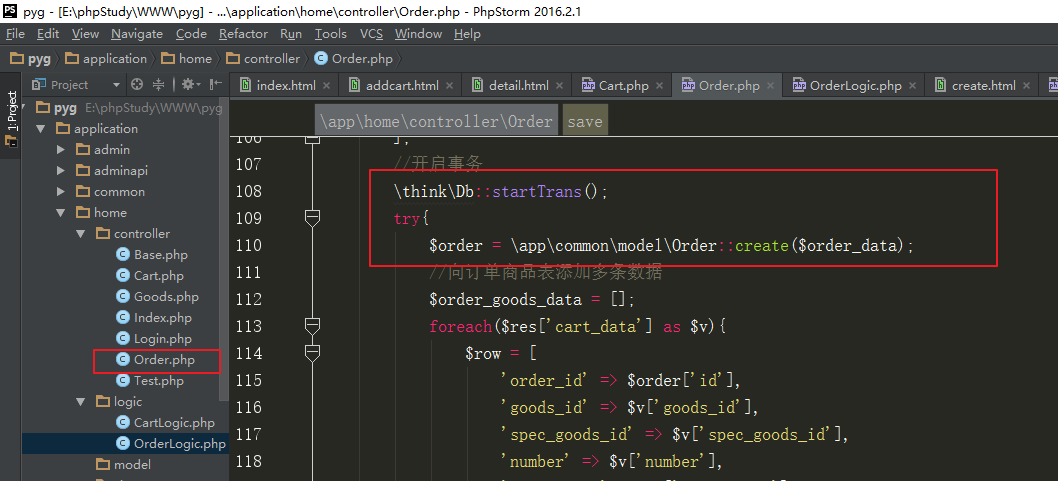 PS pyg - [E:\phpStudy\WWW\pyg] - ...\application\home\controller\Order.php - PhpStorm 2016.2.1
File Edit View Navigate Code Refactor Run Tools VCS Window Help
pyg application home controller Order.php
1: Project
Project
index.html addcart.html detail.html Cart.php Order.php OrderLogic.php create.html
pyg E:\phpStudy\WWW\pyg
application
admin
adminapi
common
home
controller
Base.php
Cart.php
Goods.php
Index.php
Login.php
Order.php
Test.php
logic
CartLogic.php
OrderLogic.php
model
\app\home\controller\Order save
106 ];
107 //开启事务
108 \think\Db::startTrans();
109 try{
110 $order = \app\common\model\Order::create($order_data);
111 //向订单商品表添加多条数据
112 $order_goods_data = [];
113 foreach($res['cart_data'] as $v){
114 $row = [
115 'order_id' => $order['id'],
116 'goods_id' => $v['goods_id'],
117 'spec_goods_id' => $v['spec_goods_id'],
118 'number' => $v['number'],